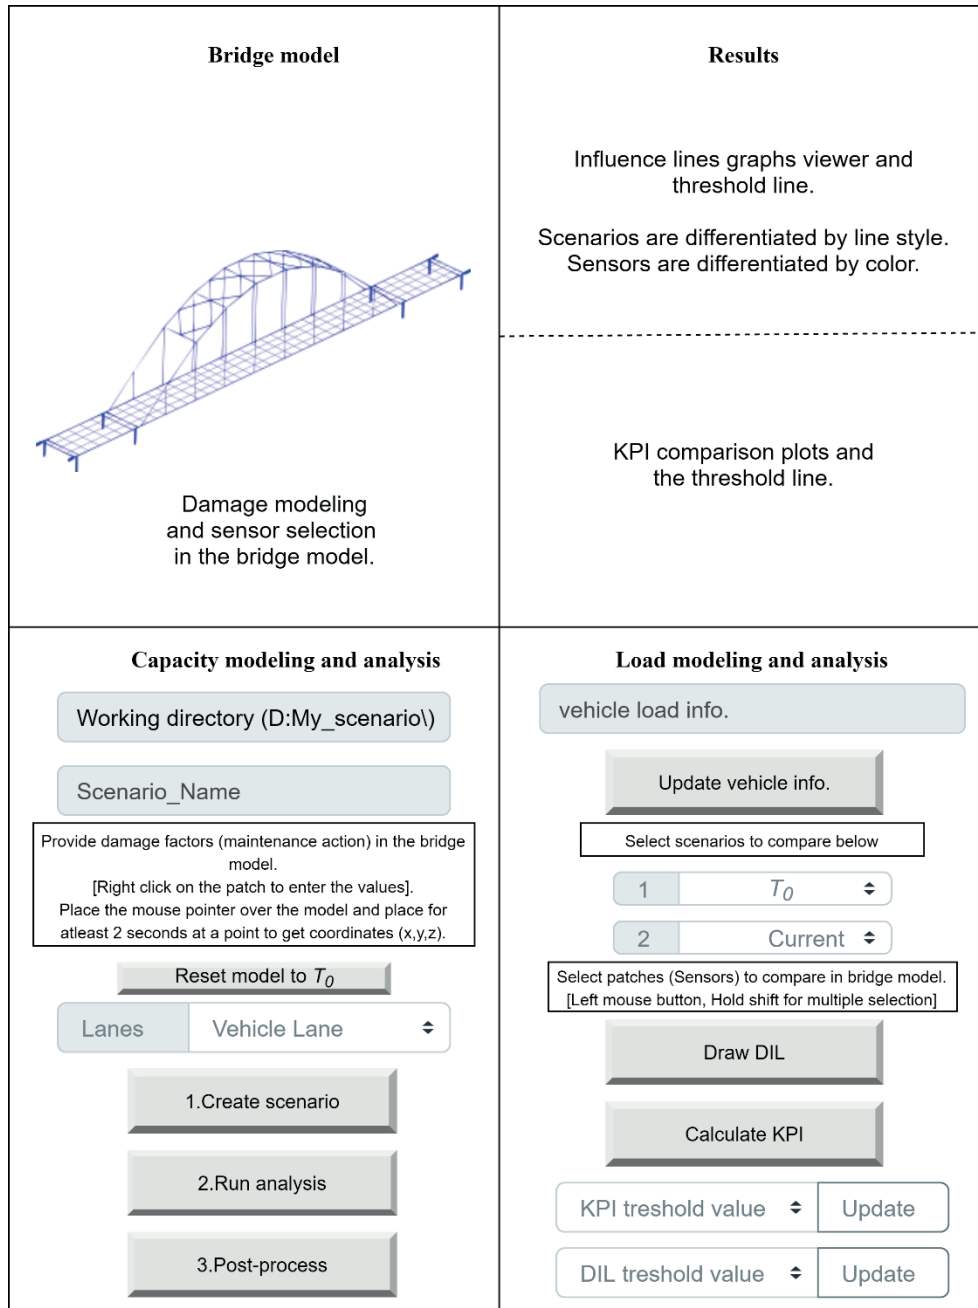 Bridge model
Damage modeling
and sensor selection
in the bridge model.
Results
Influence lines graphs viewer and
threshold line.
Scenarios are differentiated by line style.
Sensors are differentiated by color.
KPI comparison plots and
the threshold line.
Capacity modeling and analysis
Working directory (D:My_scenario\)
Scenario_Name
Provide damage factors (maintenance action) in the bridge
model.
[Right click on the patch to enter the values].
Place the mouse pointer over the model and place for
atleast 2 seconds at a point to get coordinates (x,y,z).
Reset model to T0
Lanes Vehicle Lane
1.Create scenario
2.Run analysis
3.Post-process
Load modeling and analysis
vehicle load info.
Update vehicle info.
Select scenarios to compare below
1 T0
2 Current
Select patches (Sensors) to compare in bridge model.
[Left mouse button, Hold shift for multiple selection]
Draw DIL
Calculate KPI
KPI treshold value Update
DIL treshold value Update